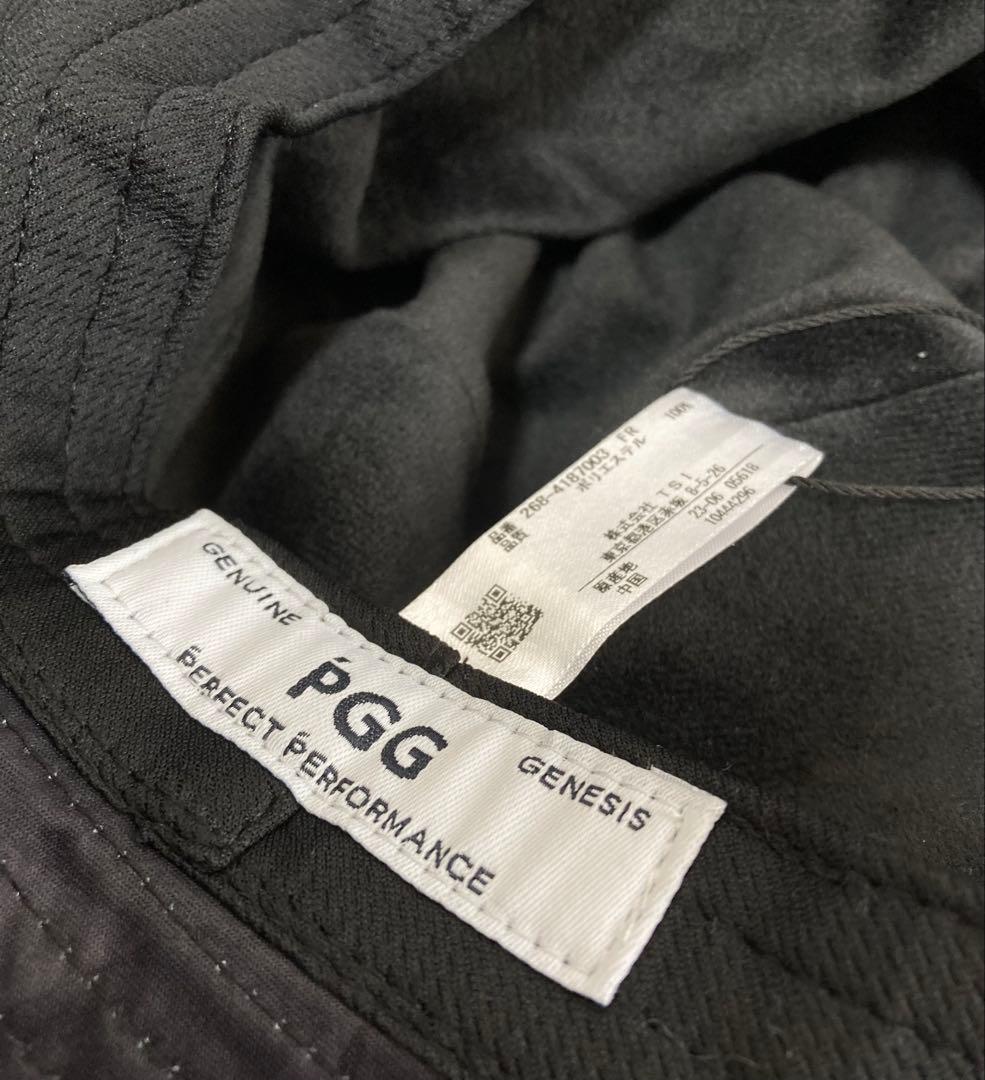 品番 268-4187003 FR
品質 ポリエステル 100%
株式会社 TSI
東京都港区赤坂 8-5-26
23-06 05618
原産地 10444296
中国
GENUINE
PGG
GENESIS
PERFECT PERFORMANCE